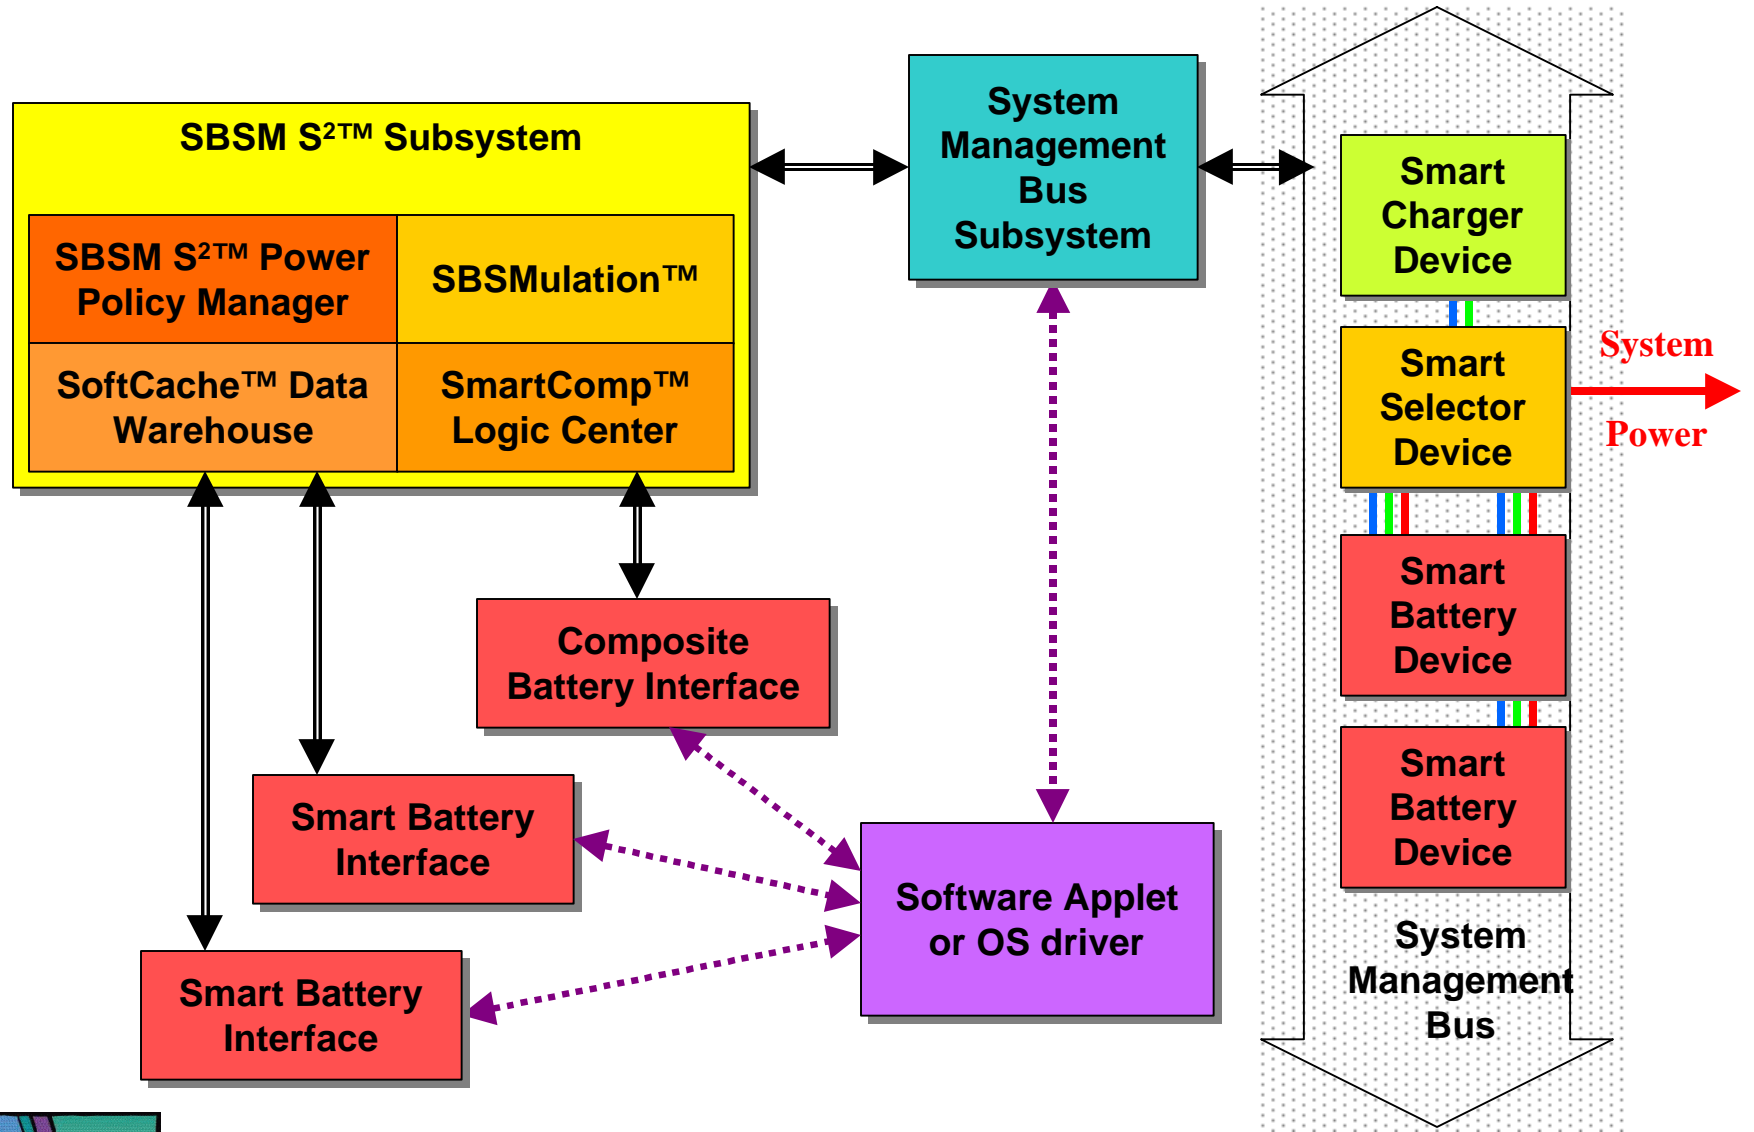 SBSM S²™ Subsystem
SBSM S²™ Power
Policy Manager
SBSMulation™
SoftCache™ Data
Warehouse
SmartComp™
Logic Center
System
Management
Bus
Subsystem
Smart
Charger
Device
Smart
Selector
Device
System
Power
Smart
Battery
Device
Smart
Battery
Device
System
Management
Bus
Composite
Battery Interface
Smart Battery
Interface
Smart Battery
Interface
Software Applet
or OS driver